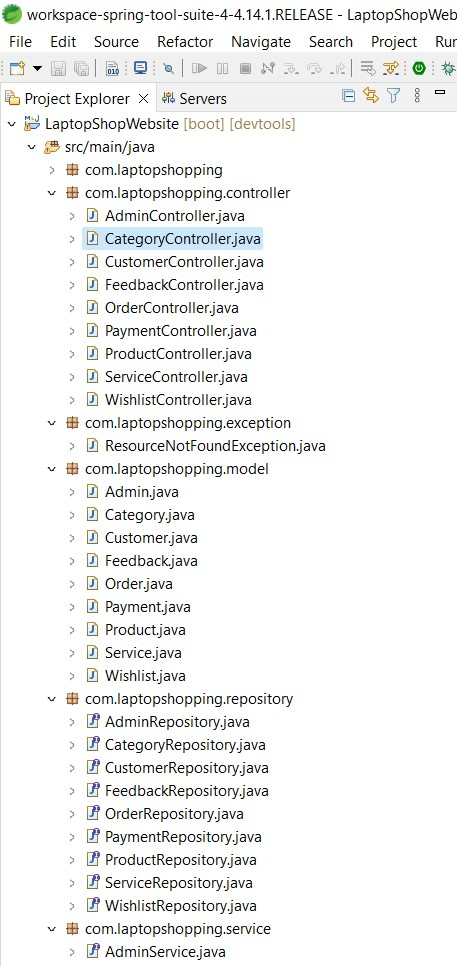 workspace-spring-tool-suite-4-4.14.1.RELEASE - LaptopShopWebs
File Edit Source Refactor Navigate Search Project Run
Project Explorer Servers
LaptopShopWebsite [boot] [devtools]
src/main/java
com.laptopshopping
com.laptopshopping.controller
AdminController.java
CategoryController.java
CustomerController.java
FeedbackController.java
OrderController.java
PaymentController.java
ProductController.java
ServiceController.java
WishlistController.java
com.laptopshopping.exception
ResourceNotFoundException.java
com.laptopshopping.model
Admin.java
Category.java
Customer.java
Feedback.java
Order.java
Payment.java
Product.java
Service.java
Wishlist.java
com.laptopshopping.repository
AdminRepository.java
CategoryRepository.java
CustomerRepository.java
FeedbackRepository.java
OrderRepository.java
PaymentRepository.java
ProductRepository.java
ServiceRepository.java
WishlistRepository.java
com.laptopshopping.service
AdminService.java